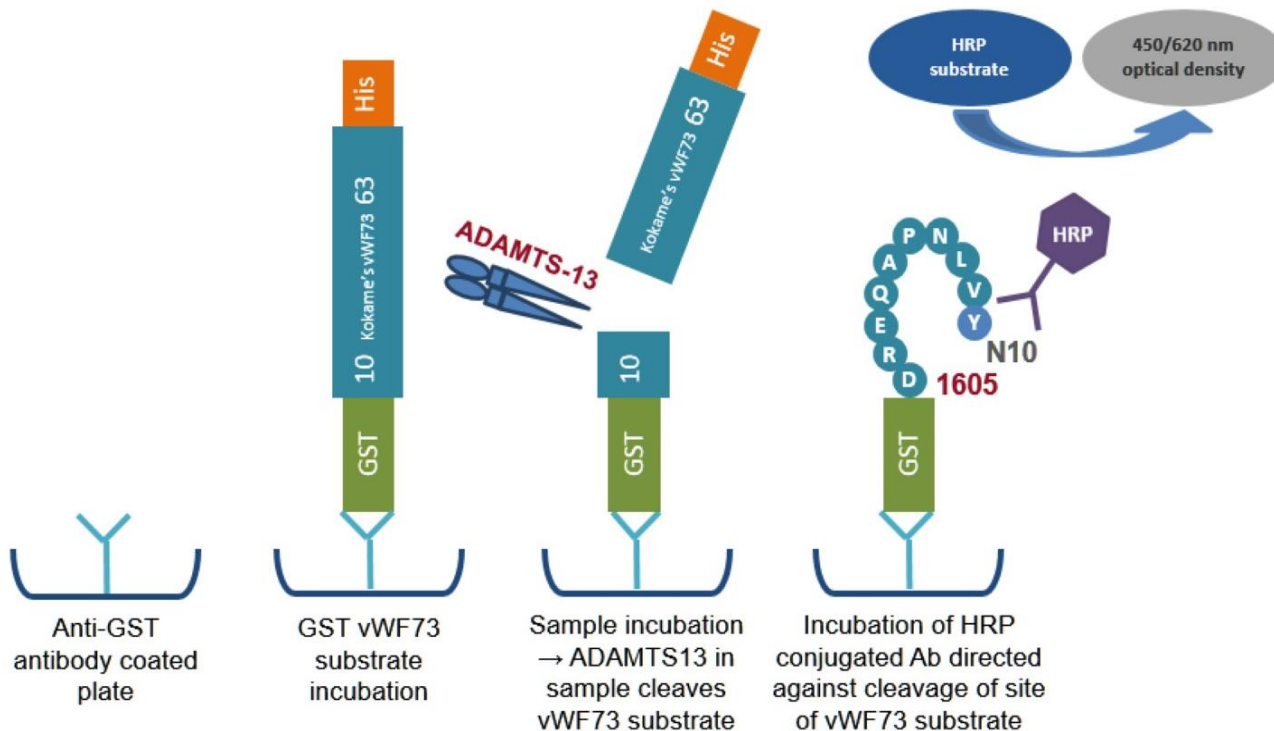 HRP
substrate
450/620 nm
optical density
His
10 Kokame's vWF73 63
GST
ADAMTS-13
His
Kokame's vWF73 63
10
GST
D
R
E
Q
A
P
N
L
V
Y
HRP
N10
1605
GST
Anti-GST
antibody coated
plate
GST vWF73
substrate
incubation
Sample incubation
→ ADAMTS13 in
sample cleaves
vWF73 substrate
Incubation of HRP
conjugated Ab directed
against cleavage of site
of vWF73 substrate